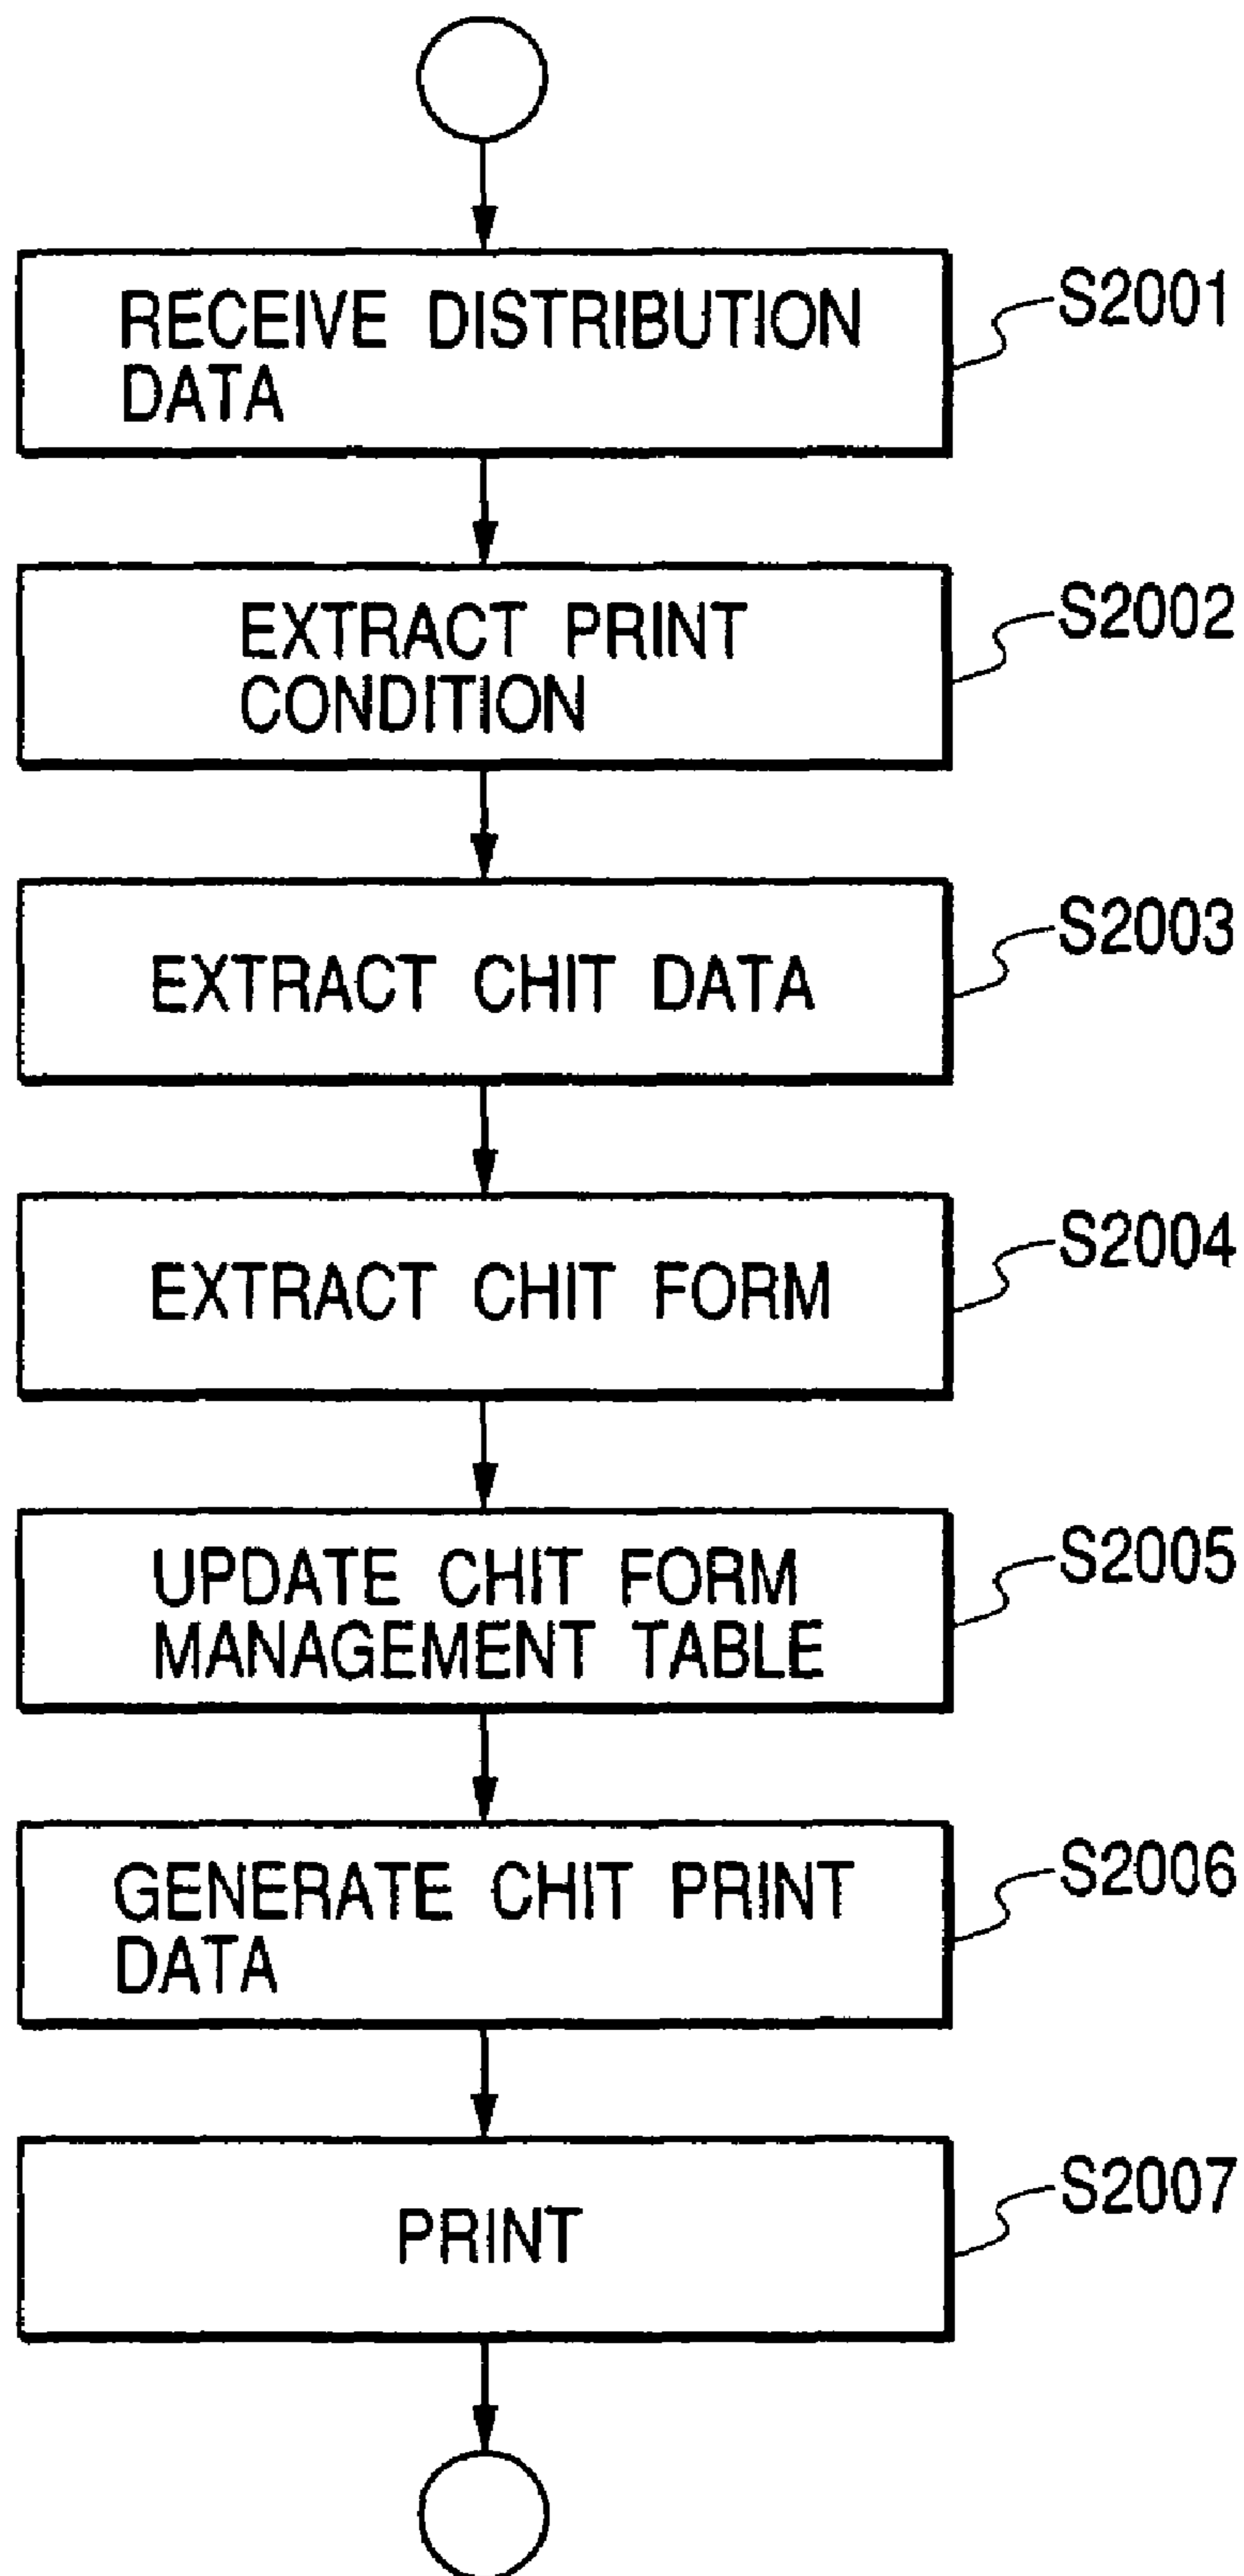 RECEIVE DISTRIBUTION
DATA
S2001
EXTRACT PRINT
CONDITION
S2002
EXTRACT CHIT DATA
S2003
EXTRACT CHIT FORM
S2004
UPDATE CHIT FORM
MANAGEMENT TABLE
S2005
GENERATE CHIT PRINT
DATA
S2006
PRINT
S2007